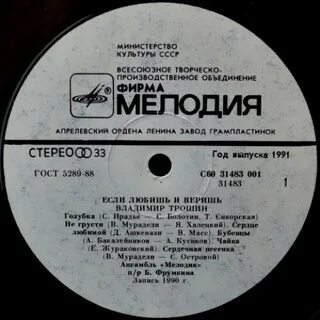 МИНИСТЕРСТВО
КУЛЬТУРЫ СССР
ВСЕСОЮЗНОЕ ТВОРЧЕСКО-
ПРОИЗВОДСТВЕННОЕ ОБЪЕДИНЕНИЕ
ФИРМА
МЕЛОДИЯ
АПРЕЛЕВСКИЙ ОРДЕНА ЛЕНИНА ЗАВОД ГРАМПЛАСТИНОК
СТЕРЕО 33
Год выпуска 1991
ГОСТ 5289-88
С60 31483 001
31483
1
ЕСЛИ ЛЮБИШЬ И ВЕРИШЬ
ВЛАДИМИР ТРОШИН
Голубка (С. Ирадье — С. Болотин, Т. Сикорская)
Не грусти (В. Мурадели — Я. Халецкий). Сердце
любимой (Д. Ашкенази — В. Масс). Бубенцы
(А. Бакалейников — А. Кусиков). Чайка
(Е. Жураковский). Сердечная песенка
(В. Мурадели — С. Островой)
Ансамбль «Мелодия»
п/р Б. Фрумкина
Запись 1990 г.